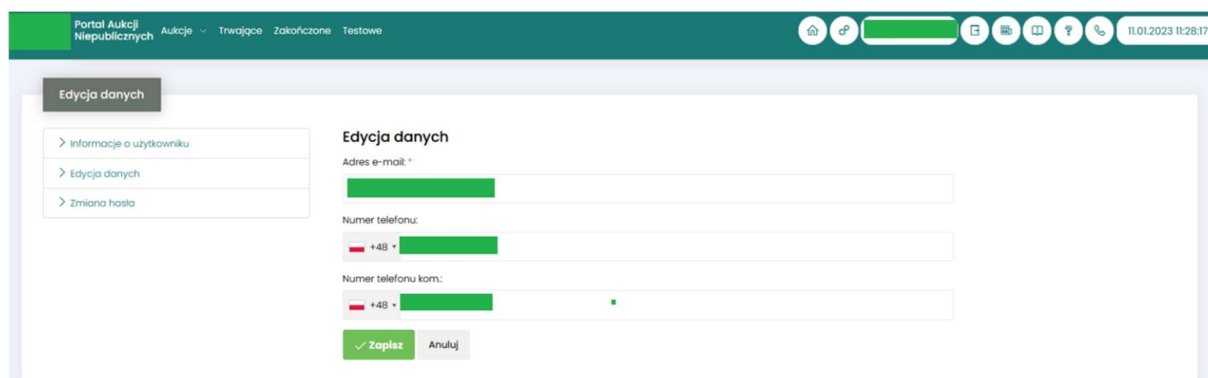 Portal Aukcji
Niepublicznych
Aukcje Trwające Zakończone Testowe
11.01.2023 11:28:17
Edycja danych
Informacje o użytkowniku
Edycja danych
Zmiana hasła
Edycja danych
Adres e-mail: *
Numer telefonu:
+48
Numer telefonu kom.:
+48
Zapisz Anuluj